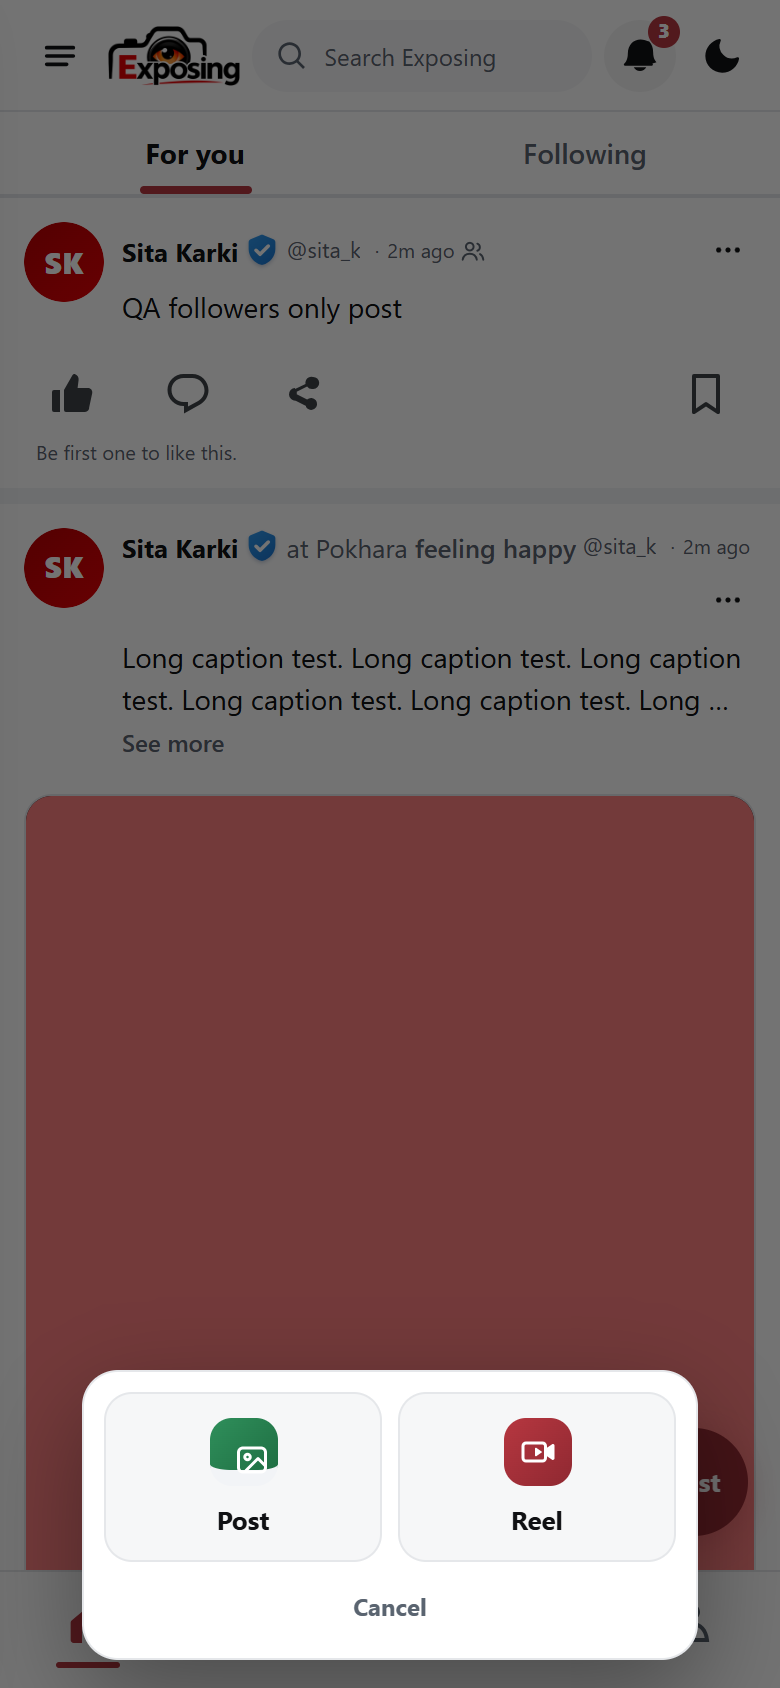 Exposing
Search Exposing
3
For you
Following
SK
Sita Karki @sita_k · 2m ago
QA followers only post
Be first one to like this.
SK
Sita Karki at Pokhara feeling happy @sita_k · 2m ago
Long caption test. Long caption test. Long caption
test. Long caption test. Long caption test. Long ...
See more
st
Post
Reel
Cancel